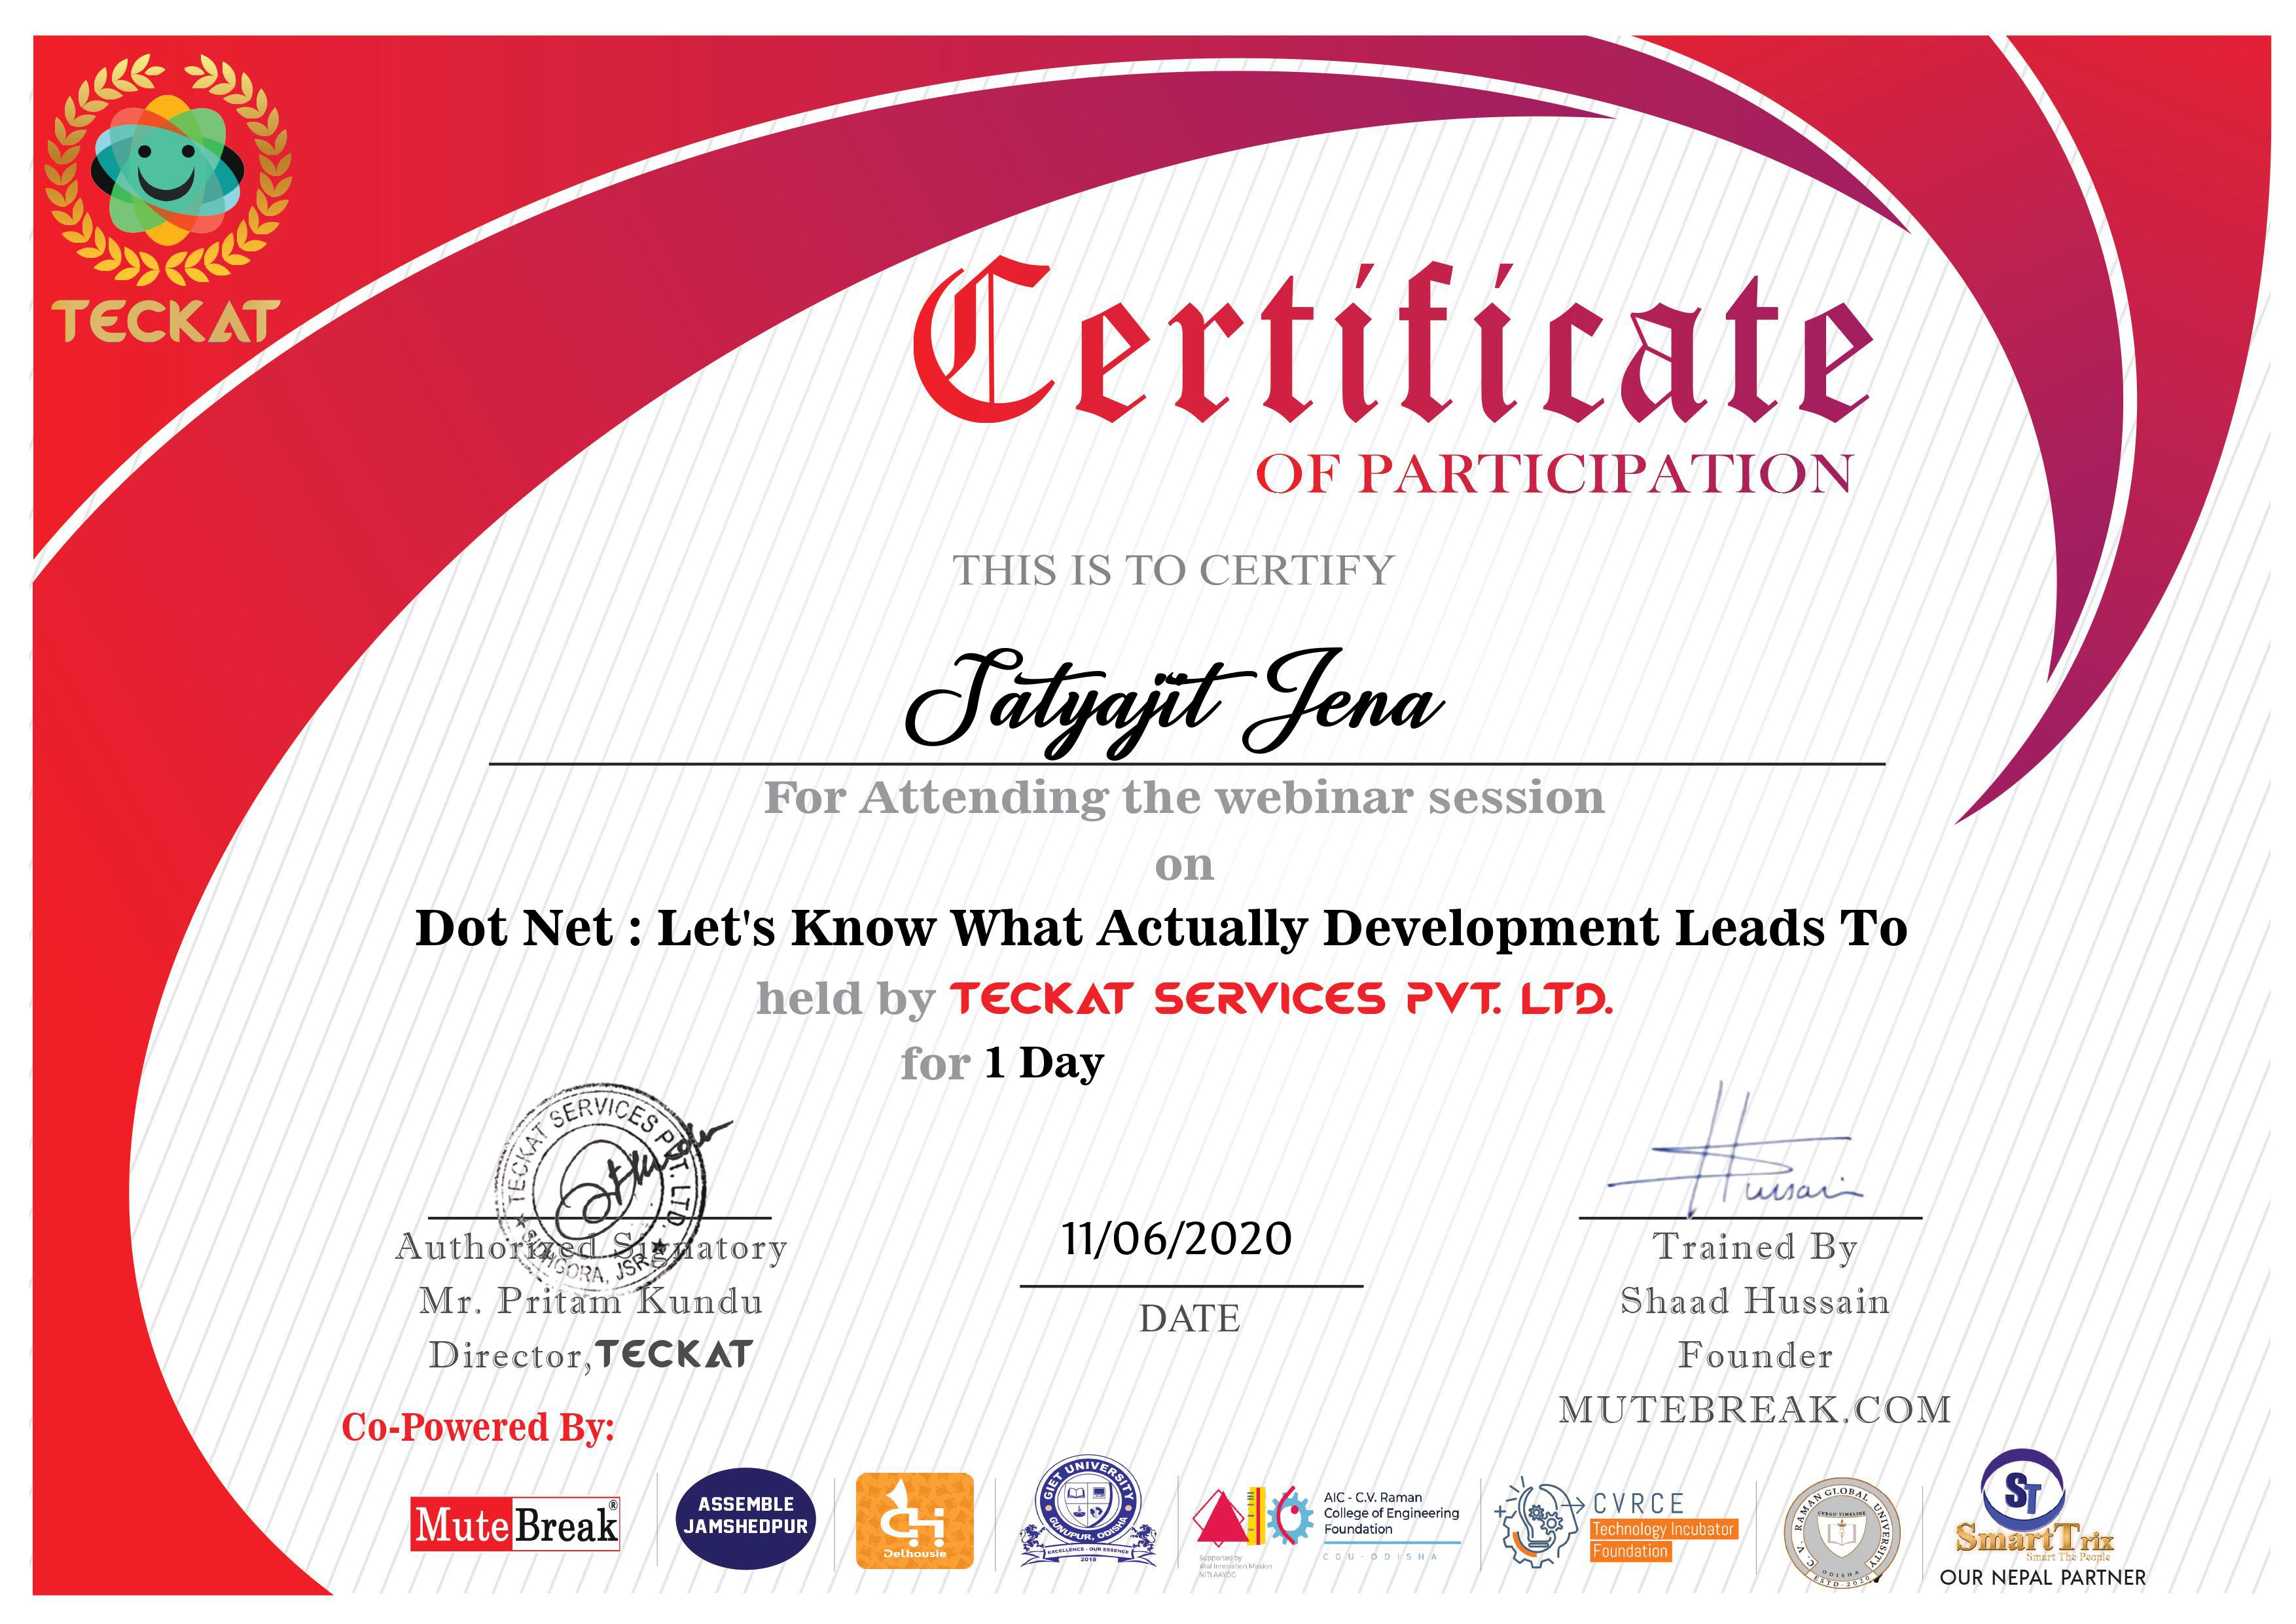 TECKAT
Certificate
OF PARTICIPATION
THIS IS TO CERTIFY
Satyajit Jena
For Attending the webinar session
on
Dot Net : Let's Know What Actually Development Leads To
held by TECKAT SERVICES PVT. LTD.
for 1 Day
TECKAT SERVICES PVT. LTD.
JSR
Authorized Signatory
Mr. Pritam Kundu
Director,TECKAT
11/06/2020
DATE
Hussain
Trained By
Shaad Hussain
Founder
MUTEBREAK.COM
Co-Powered By:
MuteBreak®
ASSEMBLE
JAMSHEDPUR
Delhousie
GIET UNIVERSITY
GUNUPUR, ODISHA
EXCELLENCE - OUR ESSENCE
2018
AIC - C.V. Raman
College of Engineering
Foundation
CGU-ODISHA
Supported by
Atal Innovation Mission
NITI AAYOG
CVRCE
Technology Incubator
Foundation
C. V. RAMAN GLOBAL UNIVERSITY
ODISHA
ESTD-2020
ST
SmartTrix
Smart The People
OUR NEPAL PARTNER